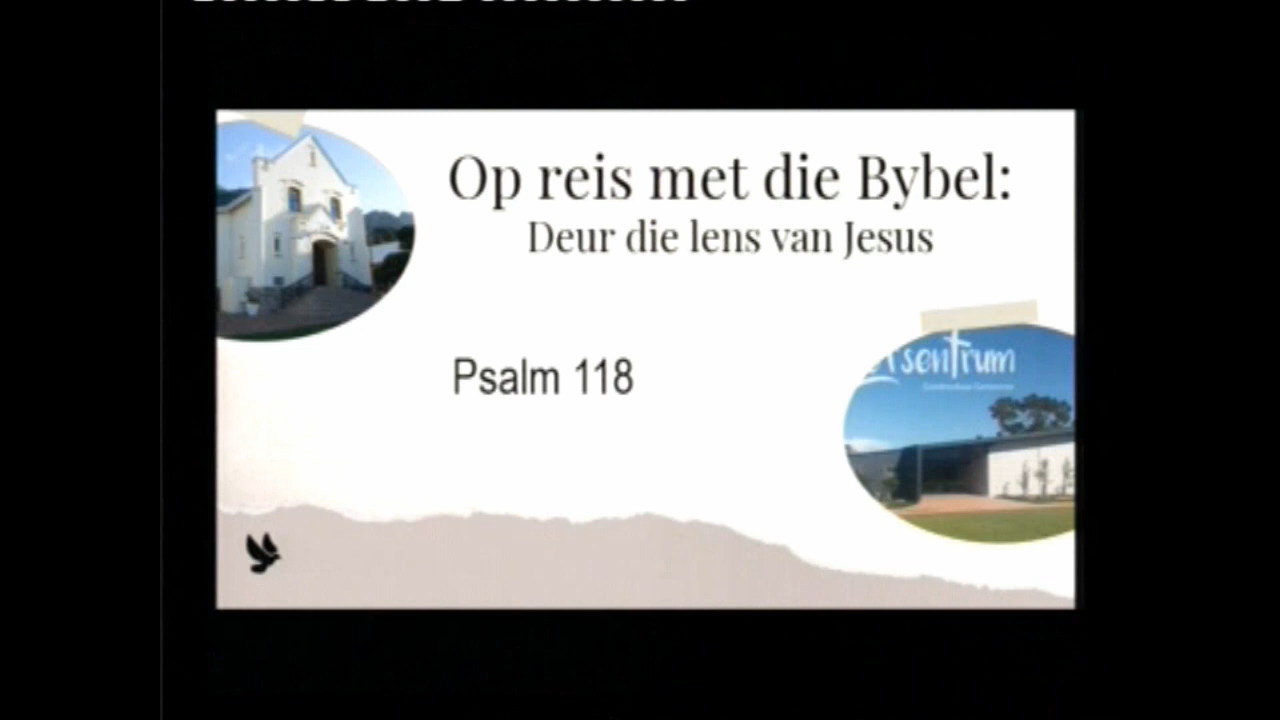 Op reis met die Bybel:
Deur die lens van Jesus
Psalm 118